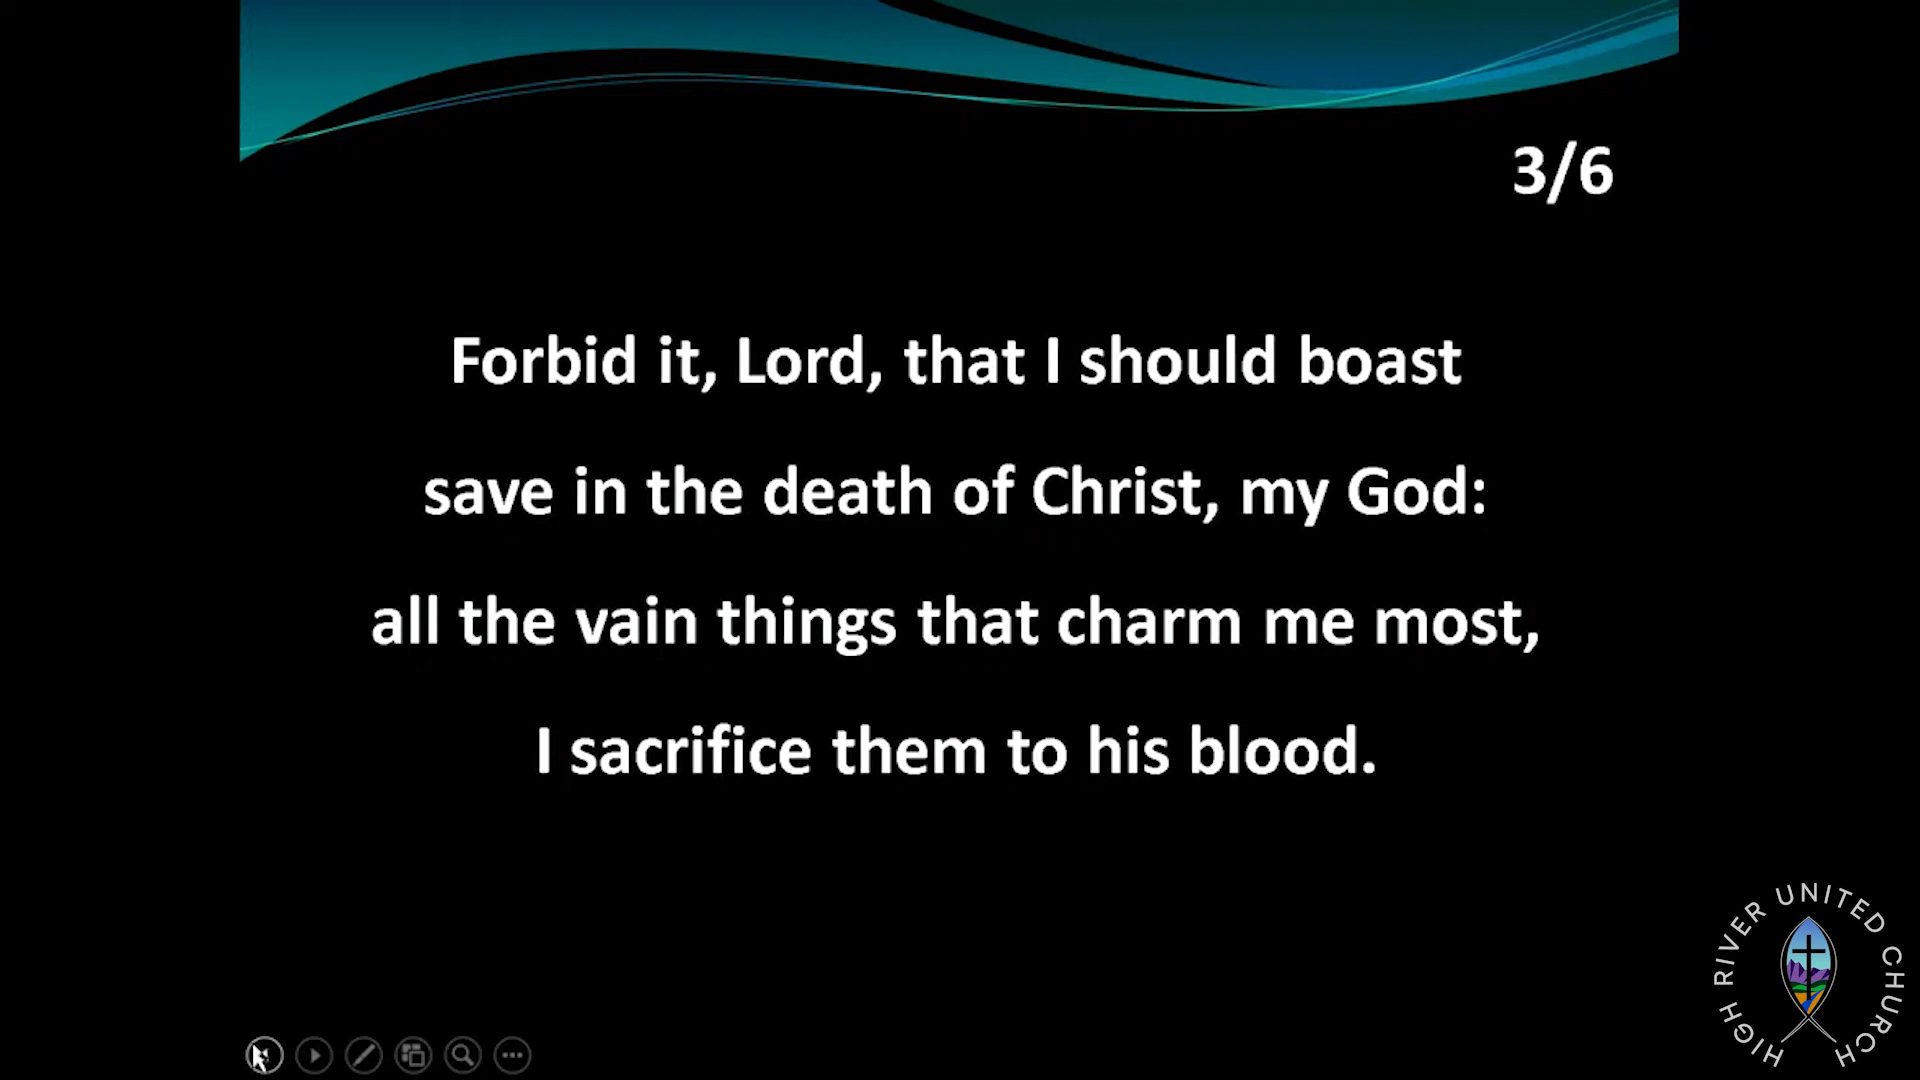 3/6
Forbid it, Lord, that I should boast
save in the death of Christ, my God:
all the vain things that charm me most,
I sacrifice them to his blood.
HIGH RIVER UNITED CHURCH